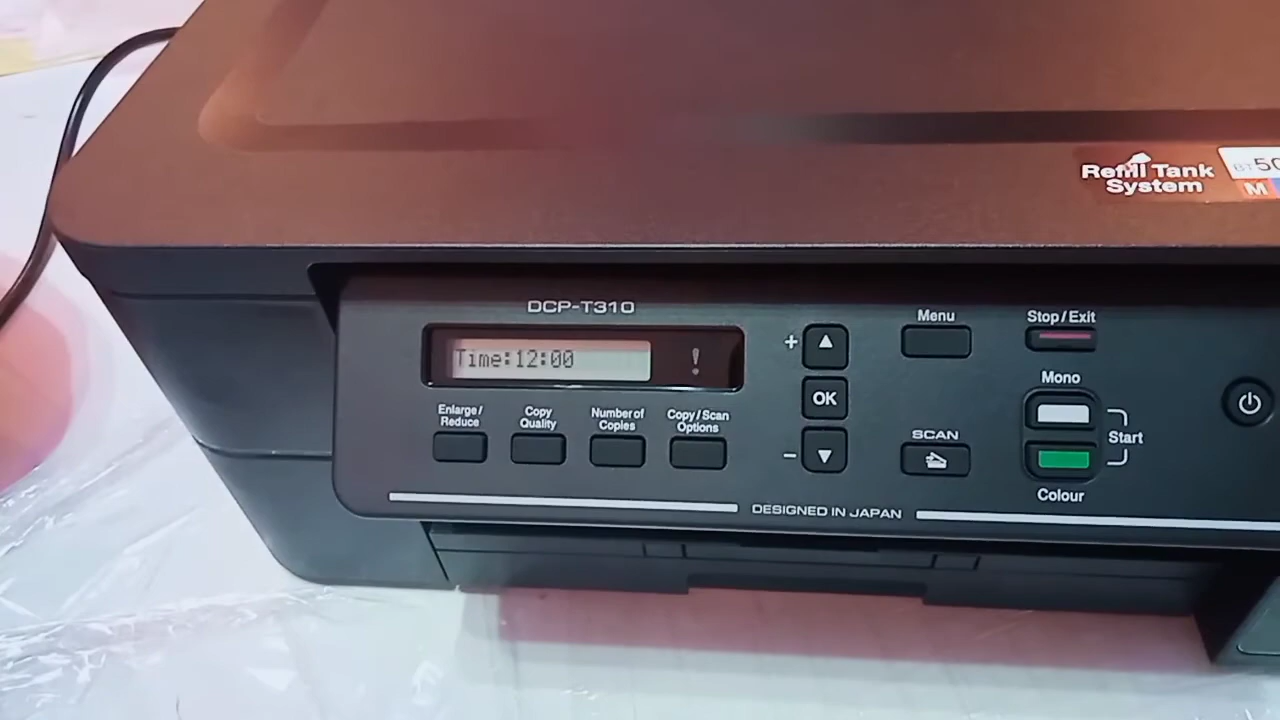 Refill Tank
System
BT50
M
DCP-T310
Time:12:00
!
Enlarge/
Reduce
Copy
Quality
Number of
Copies
Copy/Scan
Options
+
OK
−
Menu
SCAN
Stop/Exit
Mono
Start
Colour
DESIGNED IN JAPAN